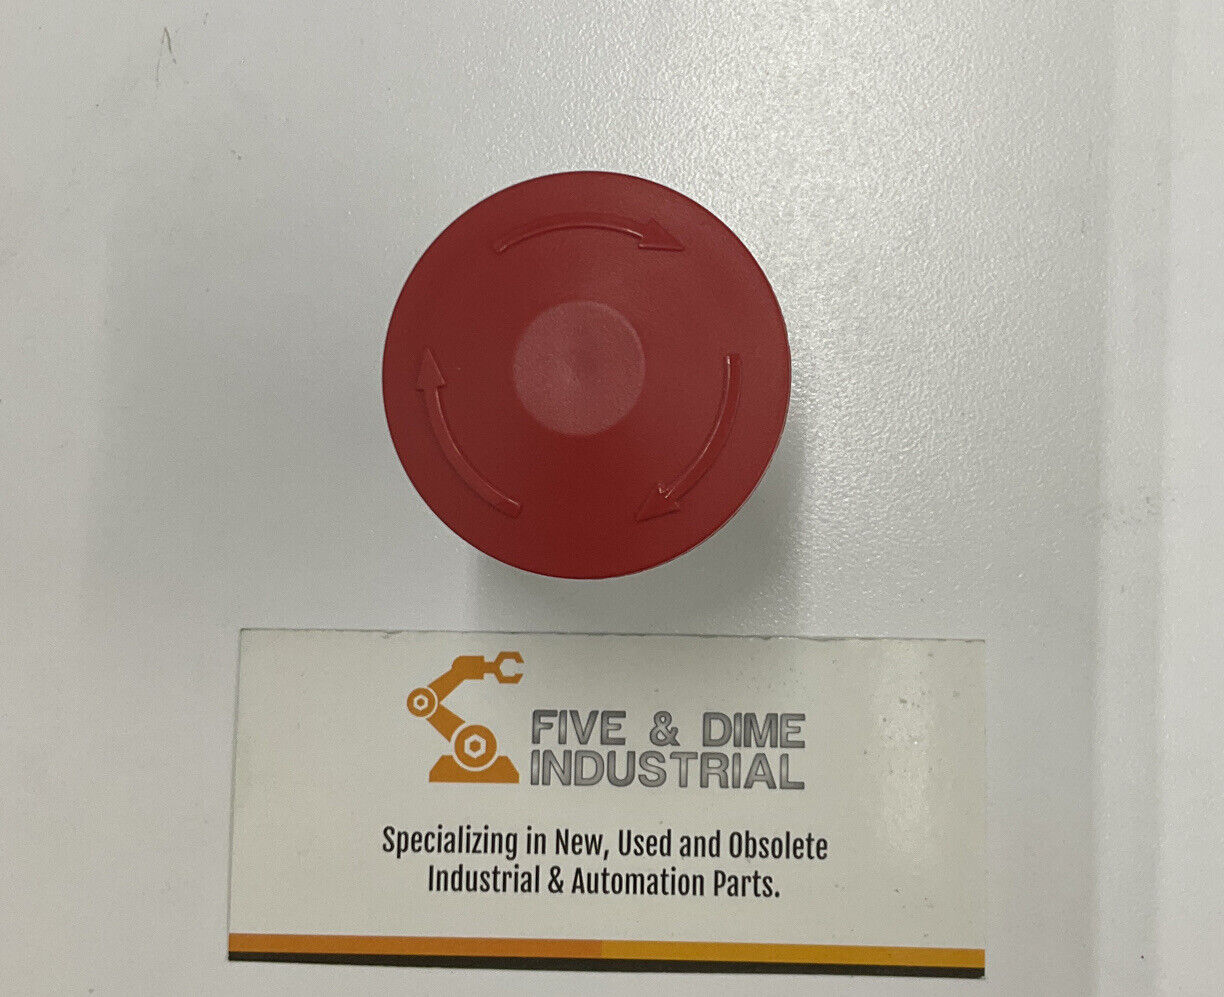 FIVE & DIME
INDUSTRIAL
Specializing in New, Used and Obsolete
Industrial & Automation Parts.